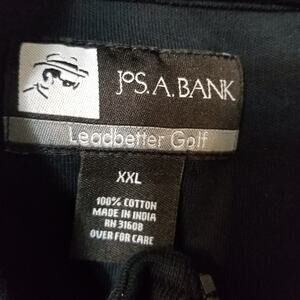 JOS. A. BANK
Leadbetter Golf
XXL
100% COTTON
MADE IN INDIA
RN 31608
OVER FOR CARE